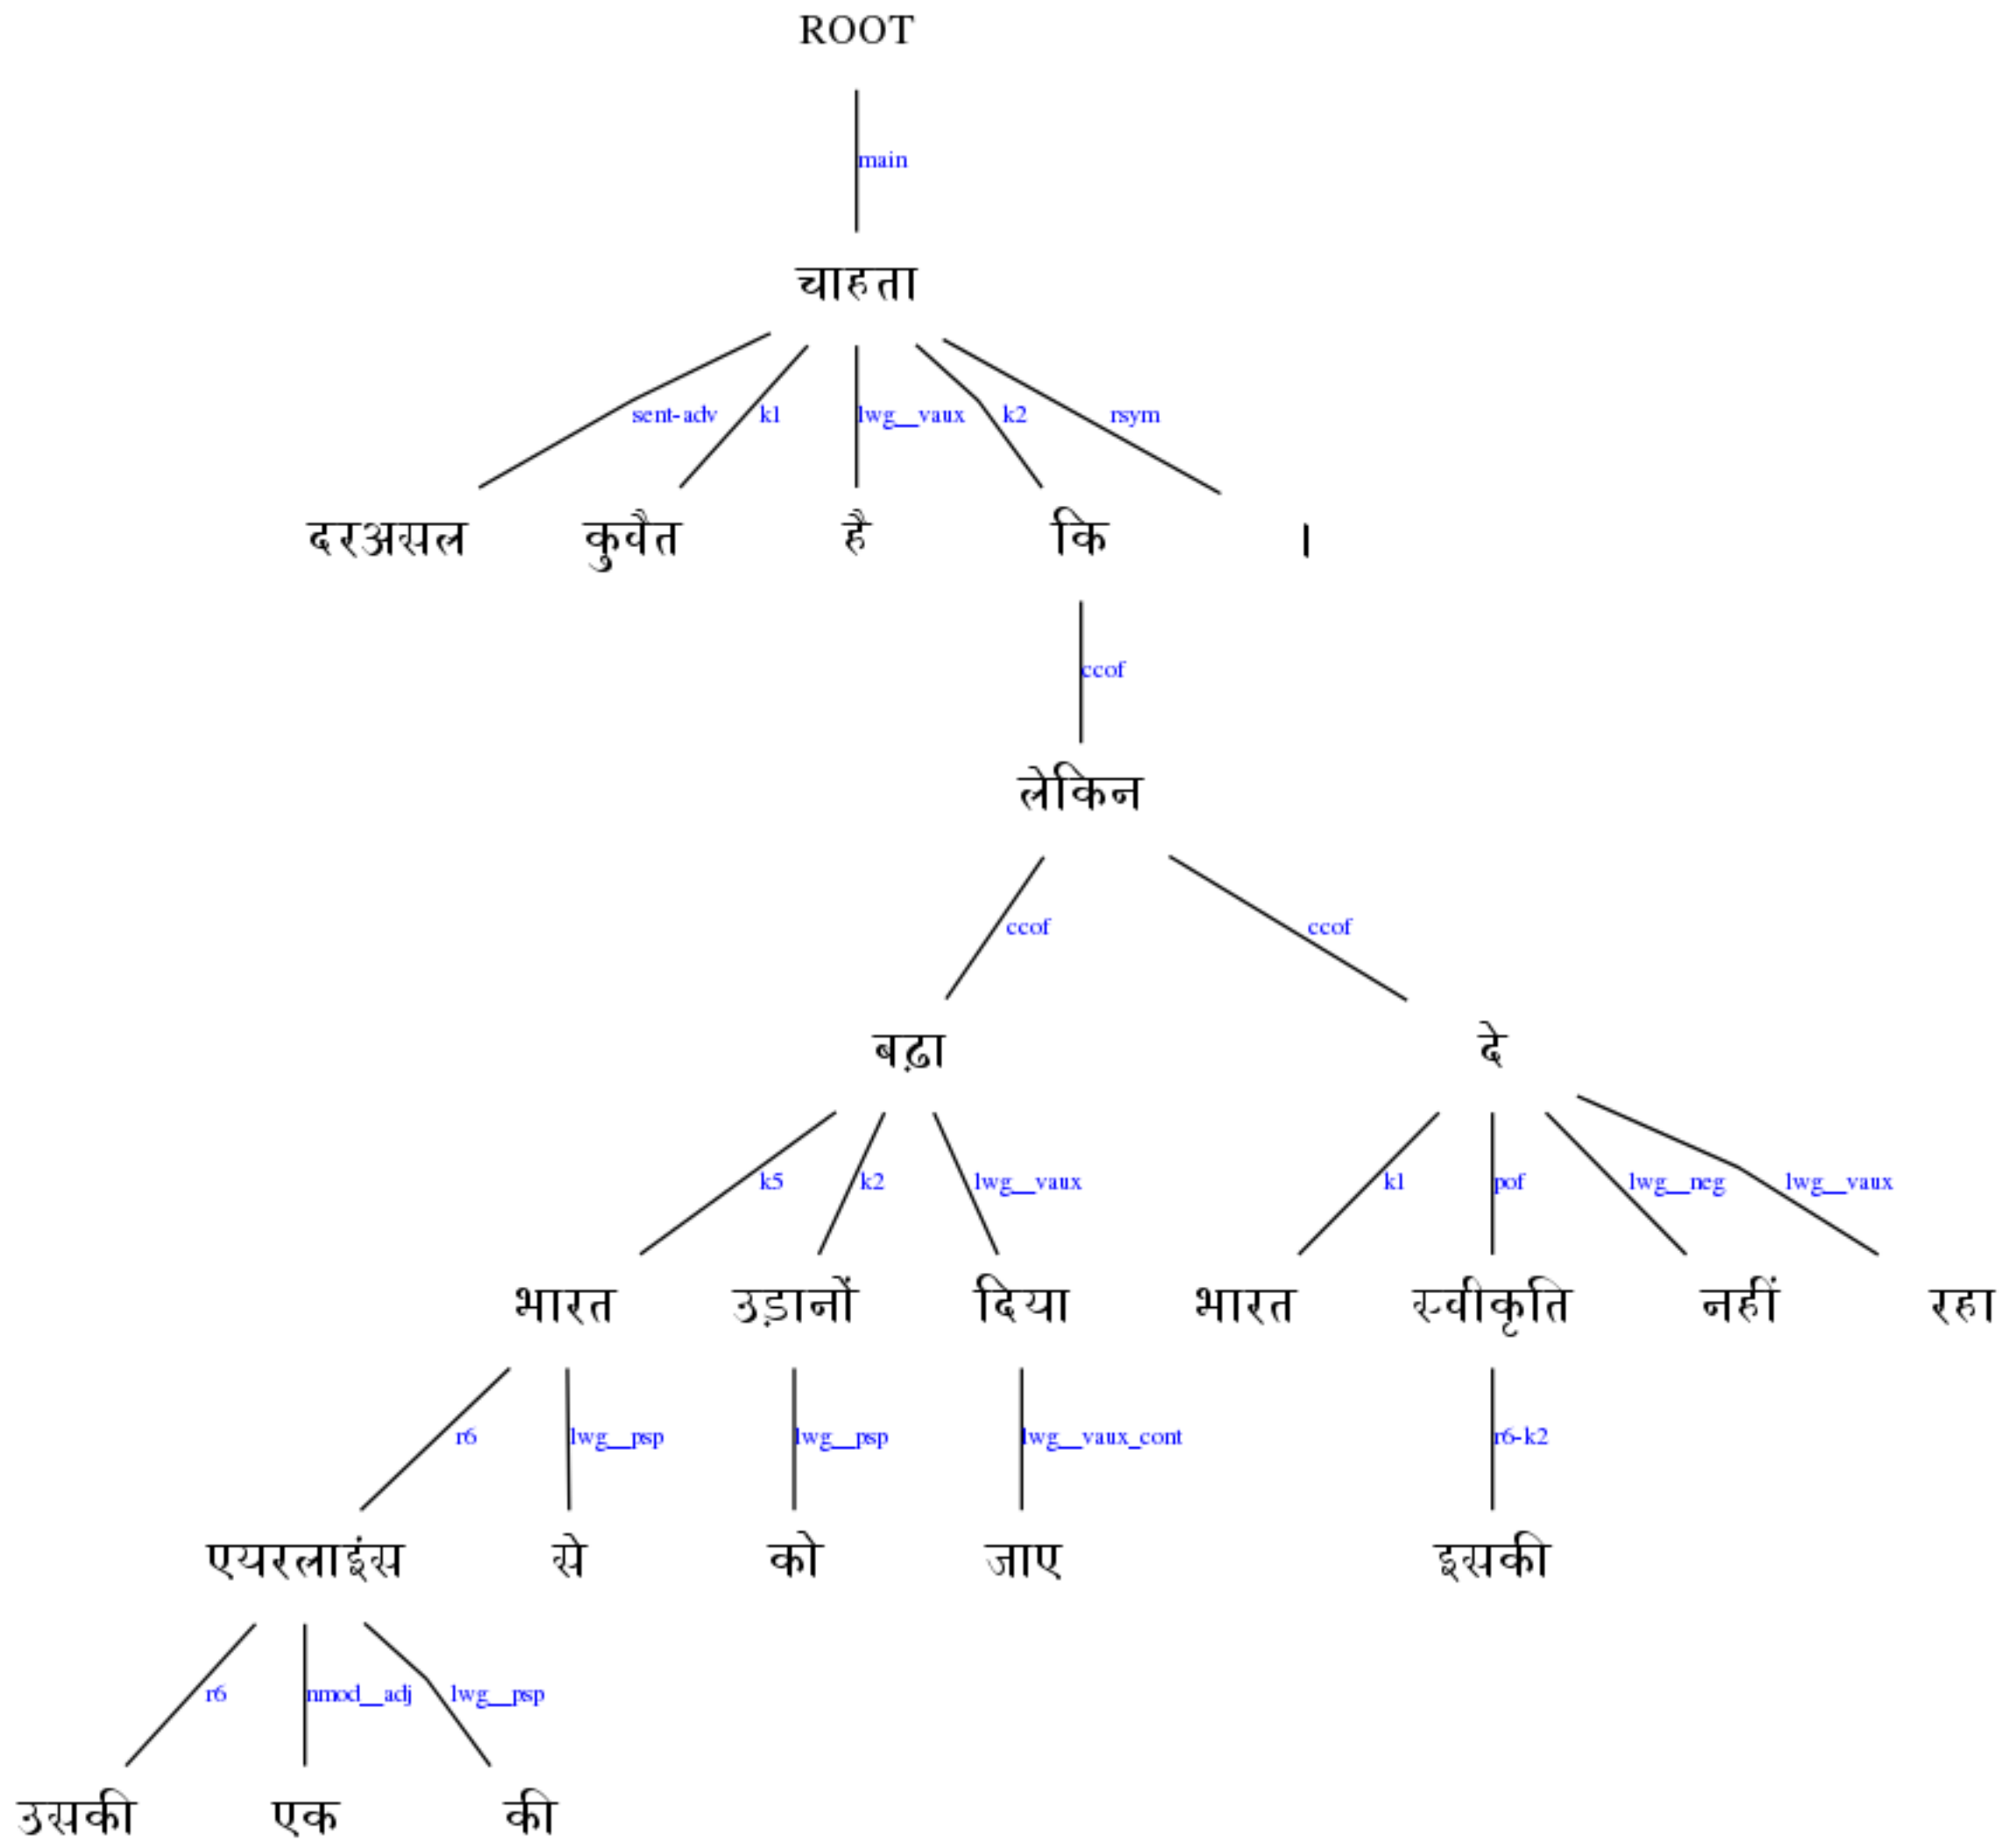 ROOT
main
चाहता
sent-adv k1 lwg__vaux k2 rsym
दरअसल कुवैत है कि ।
ccof
लेकिन
ccof ccof
बढ़ा दे
k5 k2 lwg__vaux k1 pof lwg__neg lwg__vaux
भारत उड़ानों दिया भारत स्वीकृति नहीं रहा
r6 lwg__psp lwg__psp lwg__vaux_cont r6-k2
एयरलाइंस से को जाए इसकी
r6 nmod__adj lwg__psp
उसकी एक की